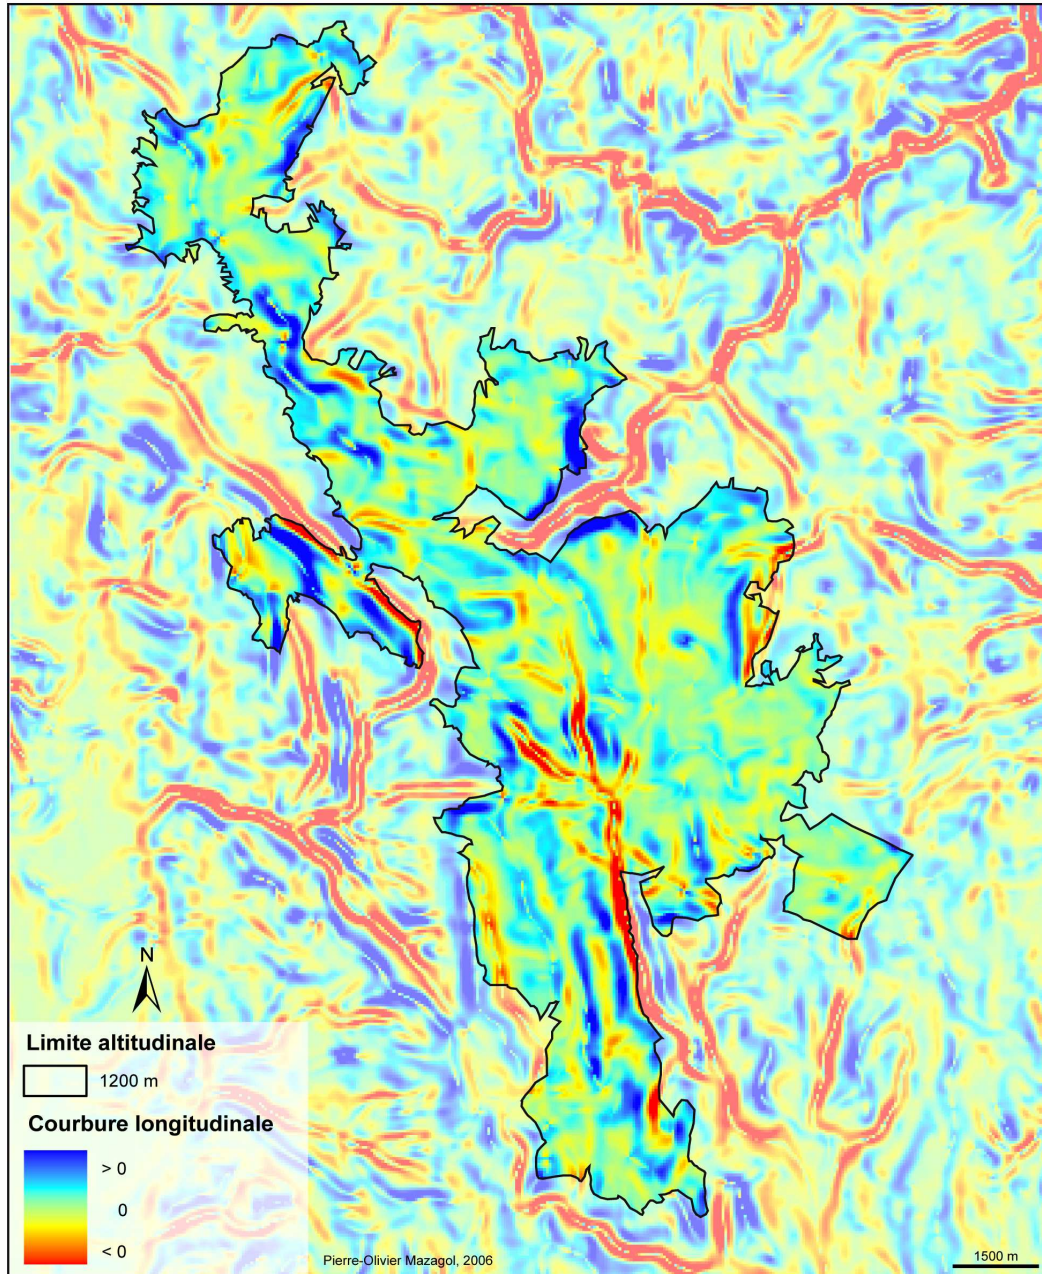 N
Limite altitudinale
1200 m
Courbure longitudinale
> 0
0
< 0
Pierre-Olivier Mazagol, 2006
1500 m